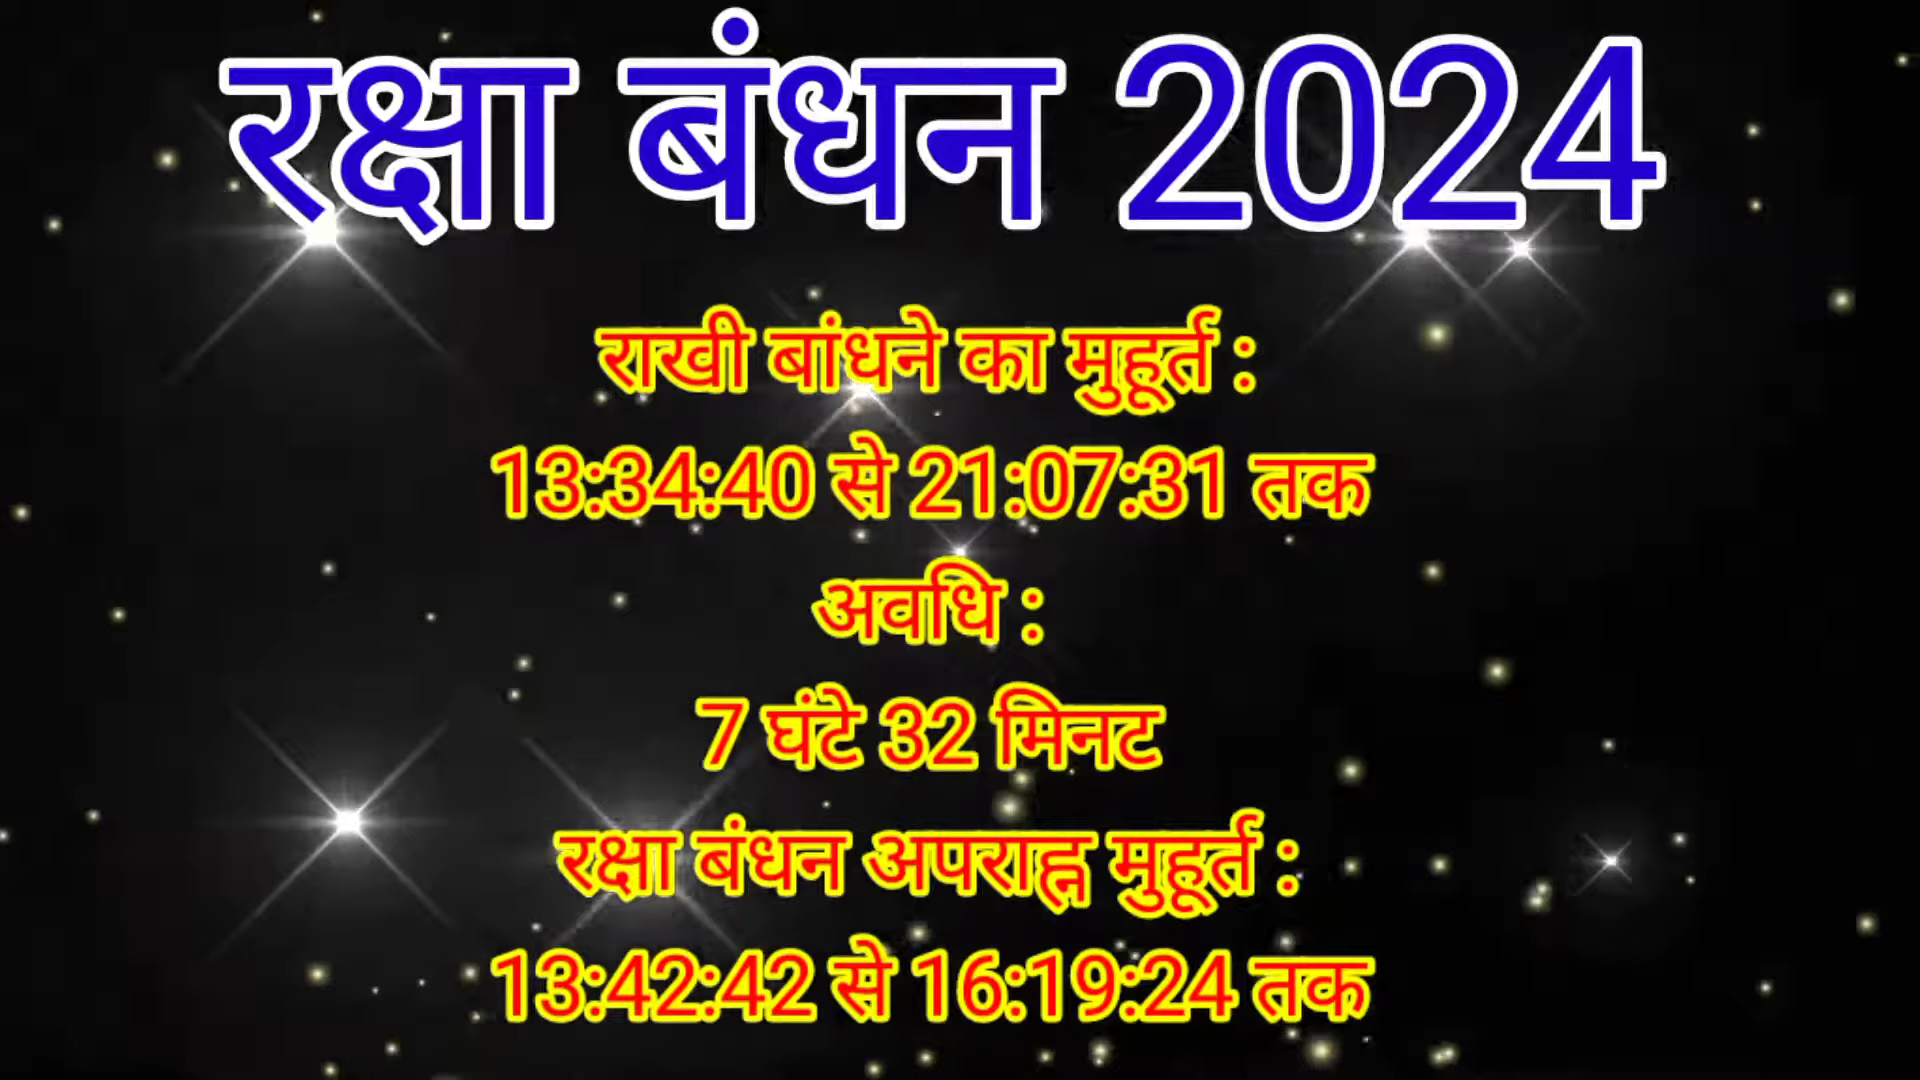 रक्षा बंधन 2024
राखी बांधने का मुहूर्त :
13:34:40 से 21:07:31 तक
अवधि :
7 घंटे 32 मिनट
रक्षा बंधन अपराह्न मुहूर्त :
13:42:42 से 16:19:24 तक